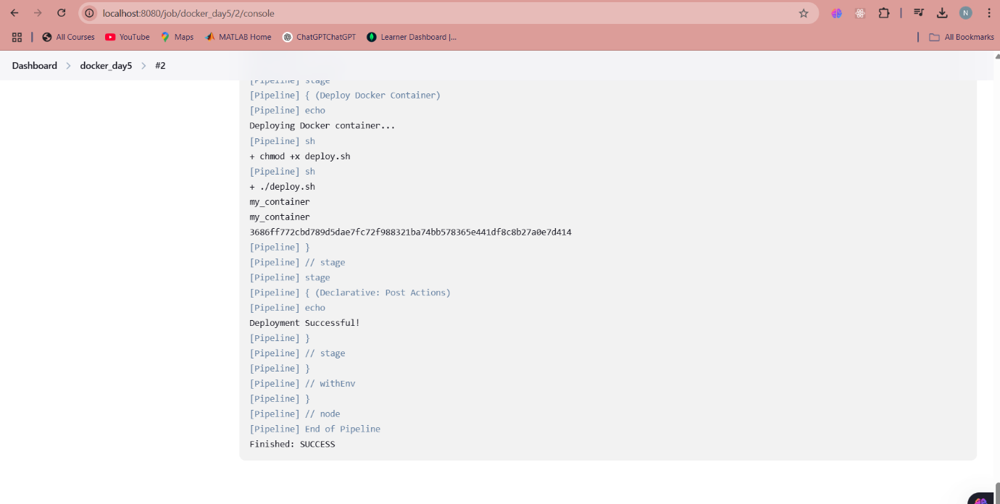 localhost:8080/job/docker_day5/2/console
N
All Courses YouTube Maps MATLAB Home ChatGPTChatGPT Learner Dashboard |... All Bookmarks
Dashboard docker_day5 #2
[Pipeline] stage
[Pipeline] { (Deploy Docker Container)
[Pipeline] echo
Deploying Docker container...
[Pipeline] sh
+ chmod +x deploy.sh
[Pipeline] sh
+ ./deploy.sh
my_container
my_container
3686ff772cbd789d5dae7fc72f988321ba74bb578365e441df8c8b27a0e7d414
[Pipeline] }
[Pipeline] // stage
[Pipeline] stage
[Pipeline] { (Declarative: Post Actions)
[Pipeline] echo
Deployment Successful!
[Pipeline] }
[Pipeline] // stage
[Pipeline] }
[Pipeline] // withEnv
[Pipeline] }
[Pipeline] // node
[Pipeline] End of Pipeline
Finished: SUCCESS